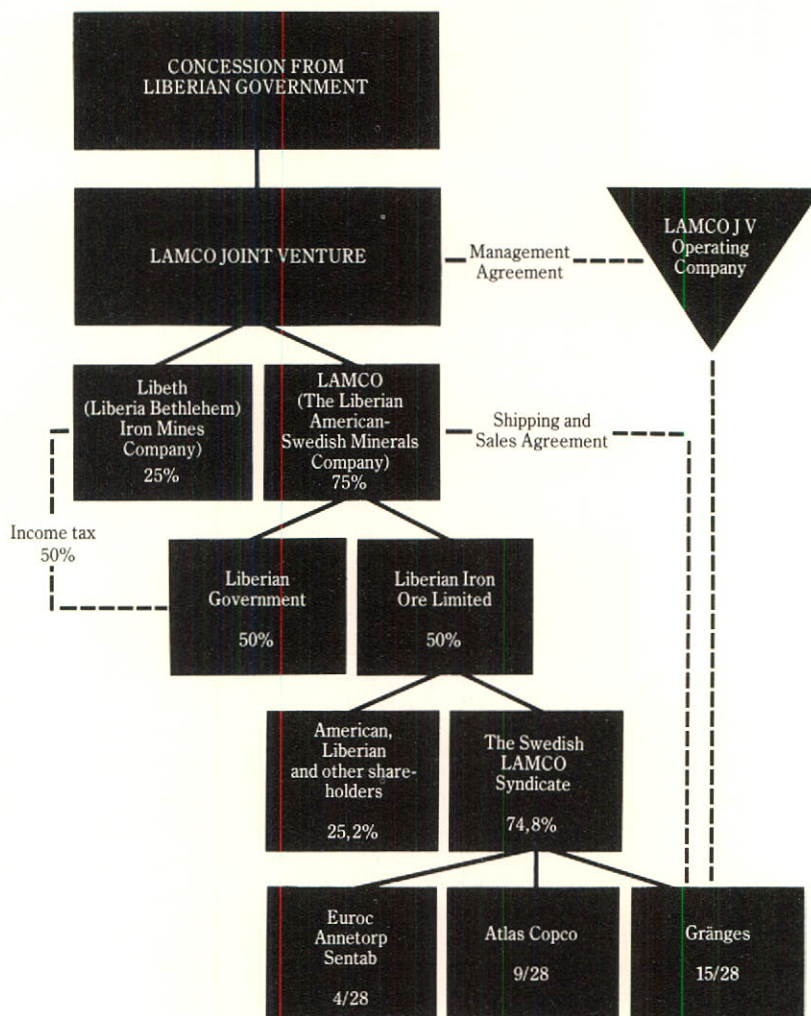 CONCESSION FROM
LIBERIAN GOVERNMENT
LAMCO JOINT VENTURE
Management
Agreement
LAMCO J V
Operating
Company
Libeth
(Liberia Bethlehem)
Iron Mines
Company)
25%
LAMCO
(The Liberian
American-
Swedish Minerals
Company)
75%
Shipping and
Sales Agreement
Income tax
50%
Liberian
Government
50%
Liberian Iron
Ore Limited
50%
American,
Liberian
and other share-
holders
25,2%
The Swedish
LAMCO
Syndicate
74,8%
Euroc
Annetorp
Sentab
4/28
Atlas Copco
9/28
Gränges
15/28